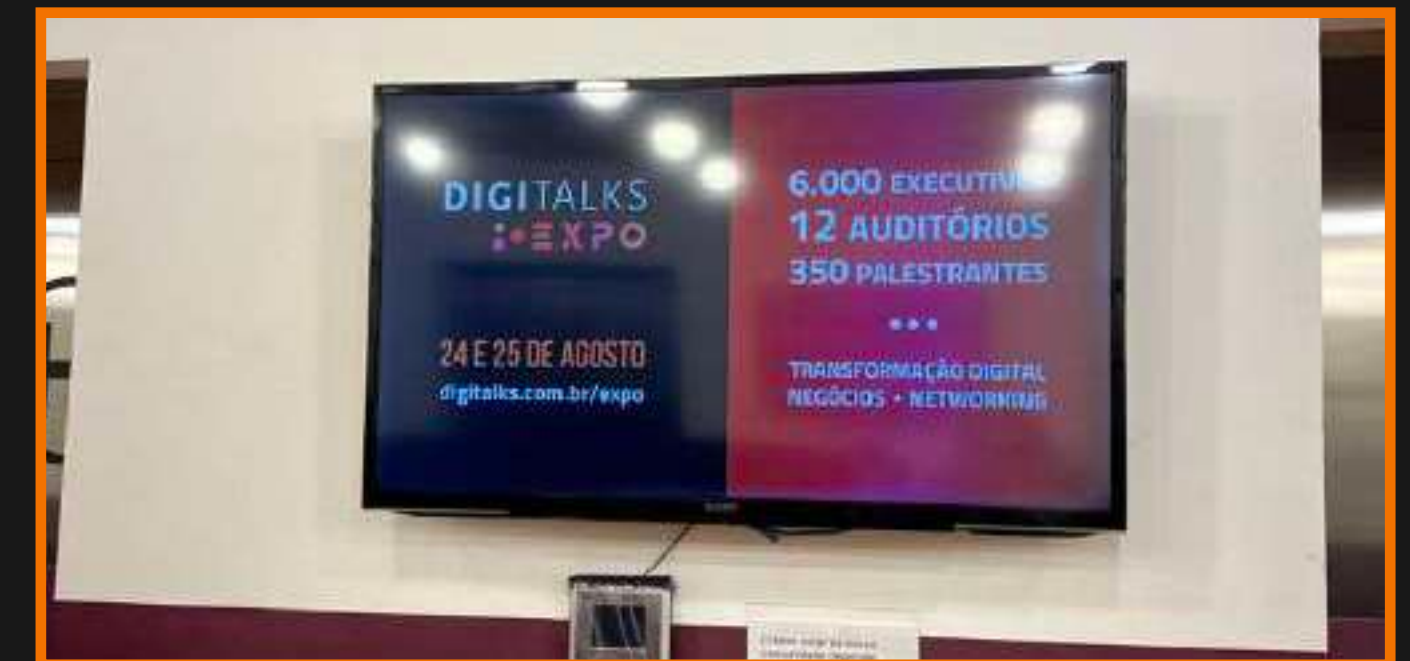 DIGITALKS
EXPO
24 E 25 DE AGOSTO
digitalks.com.br/expo
6.000
12 AUDITÓRIOS
350 PALESTRANTES
TRANSFORMAÇÃO DIGITAL
NEGÓCIOS • NETWORKING